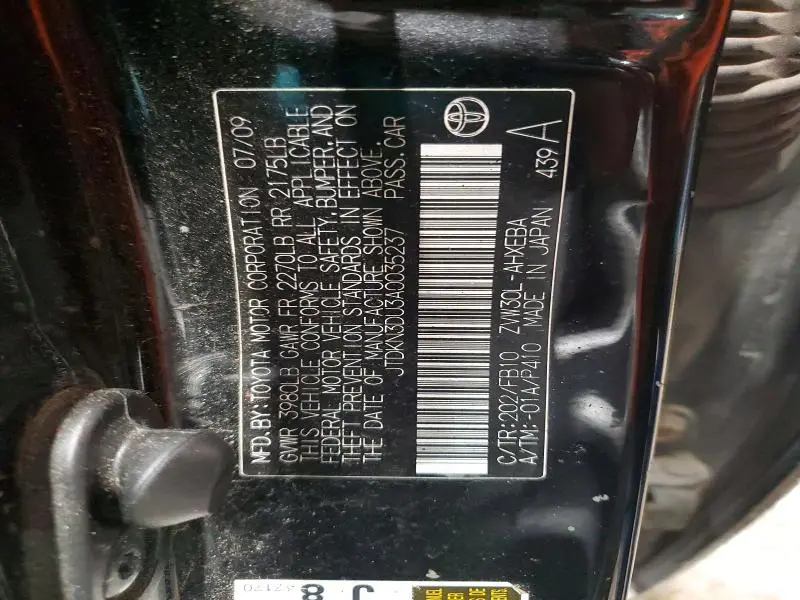 MFD. BY: TOYOTA MOTOR CORPORATION 07/09
GVWR 3980LB GAWR FR 2270LB RR 2175LB
THIS VEHICLE CONFORMS TO ALL APPLICABLE
FEDERAL MOTOR VEHICLE SAFETY, BUMPER, AND
THEFT PREVENTION STANDARDS IN EFFECT ON
THE DATE OF MANUFACTURE SHOWN ABOVE.
JTDKN3DU3A0035237 PASS. CAR
C/TR:202/FB10 ZVW30L-AHXEBA
A/TM:-01A/P410 MADE IN JAPAN 439 A
J 8